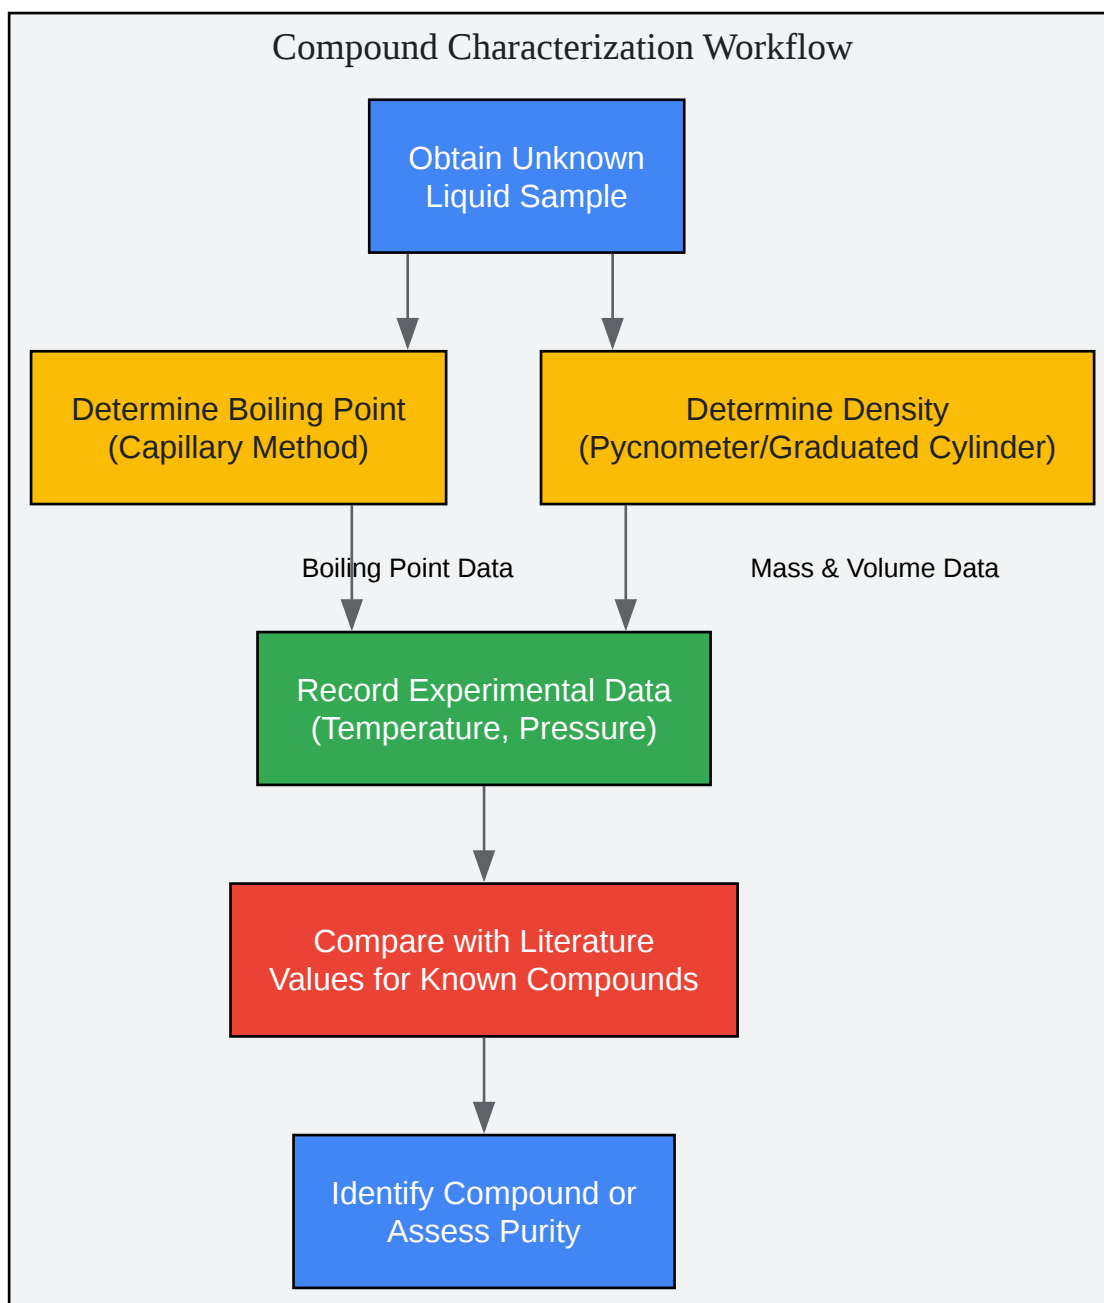 Compound Characterization Workflow
Obtain Unknown
Liquid Sample
Determine Boiling Point
(Capillary Method)
Determine Density
(Pycnometer/Graduated Cylinder)
Boiling Point Data
Mass & Volume Data
Record Experimental Data
(Temperature, Pressure)
Compare with Literature
Values for Known Compounds
Identify Compound or
Assess Purity